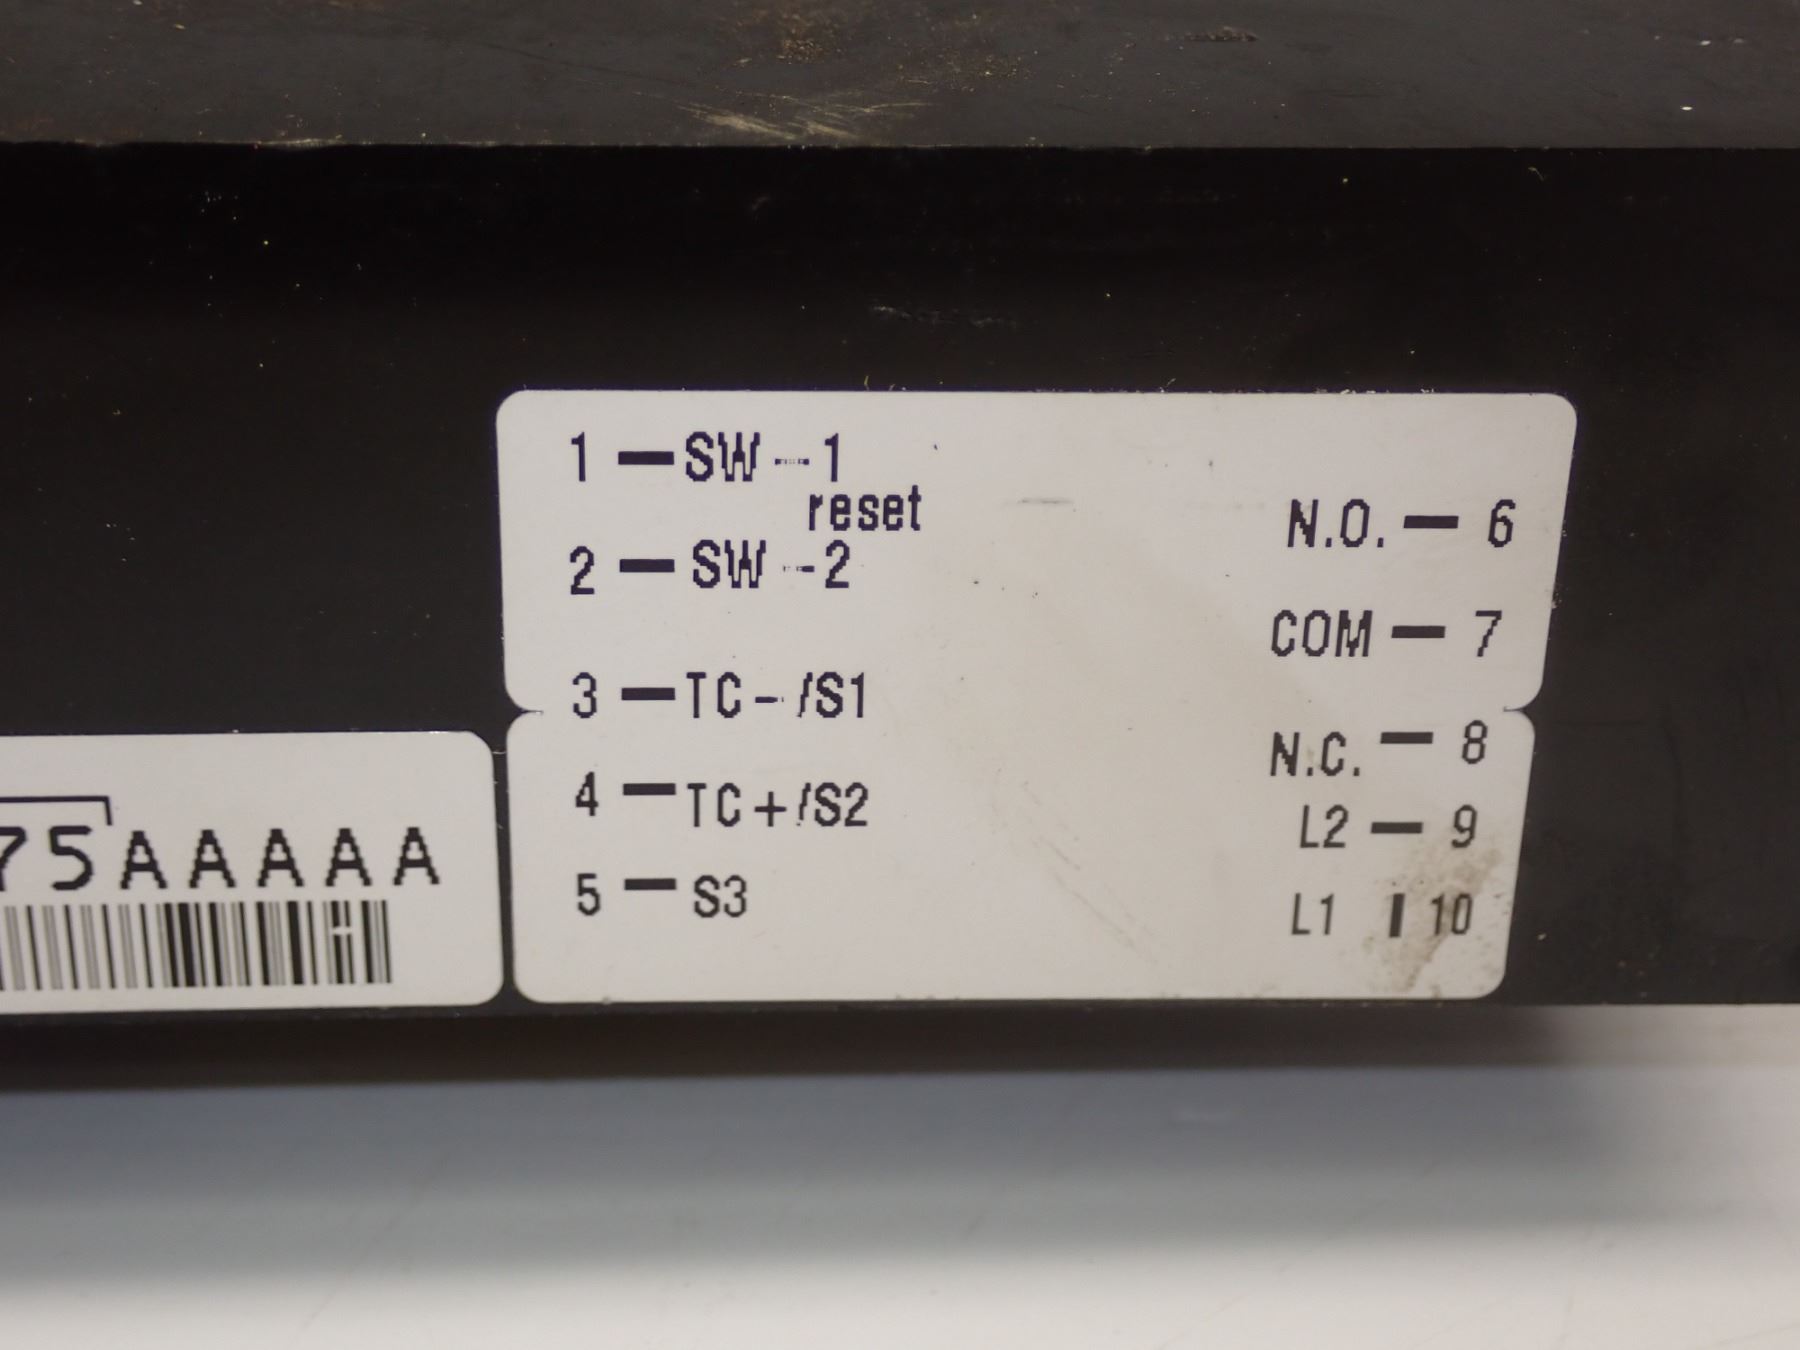 1 — SW --1
reset
2 — SW --2
3 — TC - /S1
4 — TC + /S2
5 — S3
N.O. — 6
COM — 7
N.C. — 8
L2 — 9
L1 | 10
75AAAAA